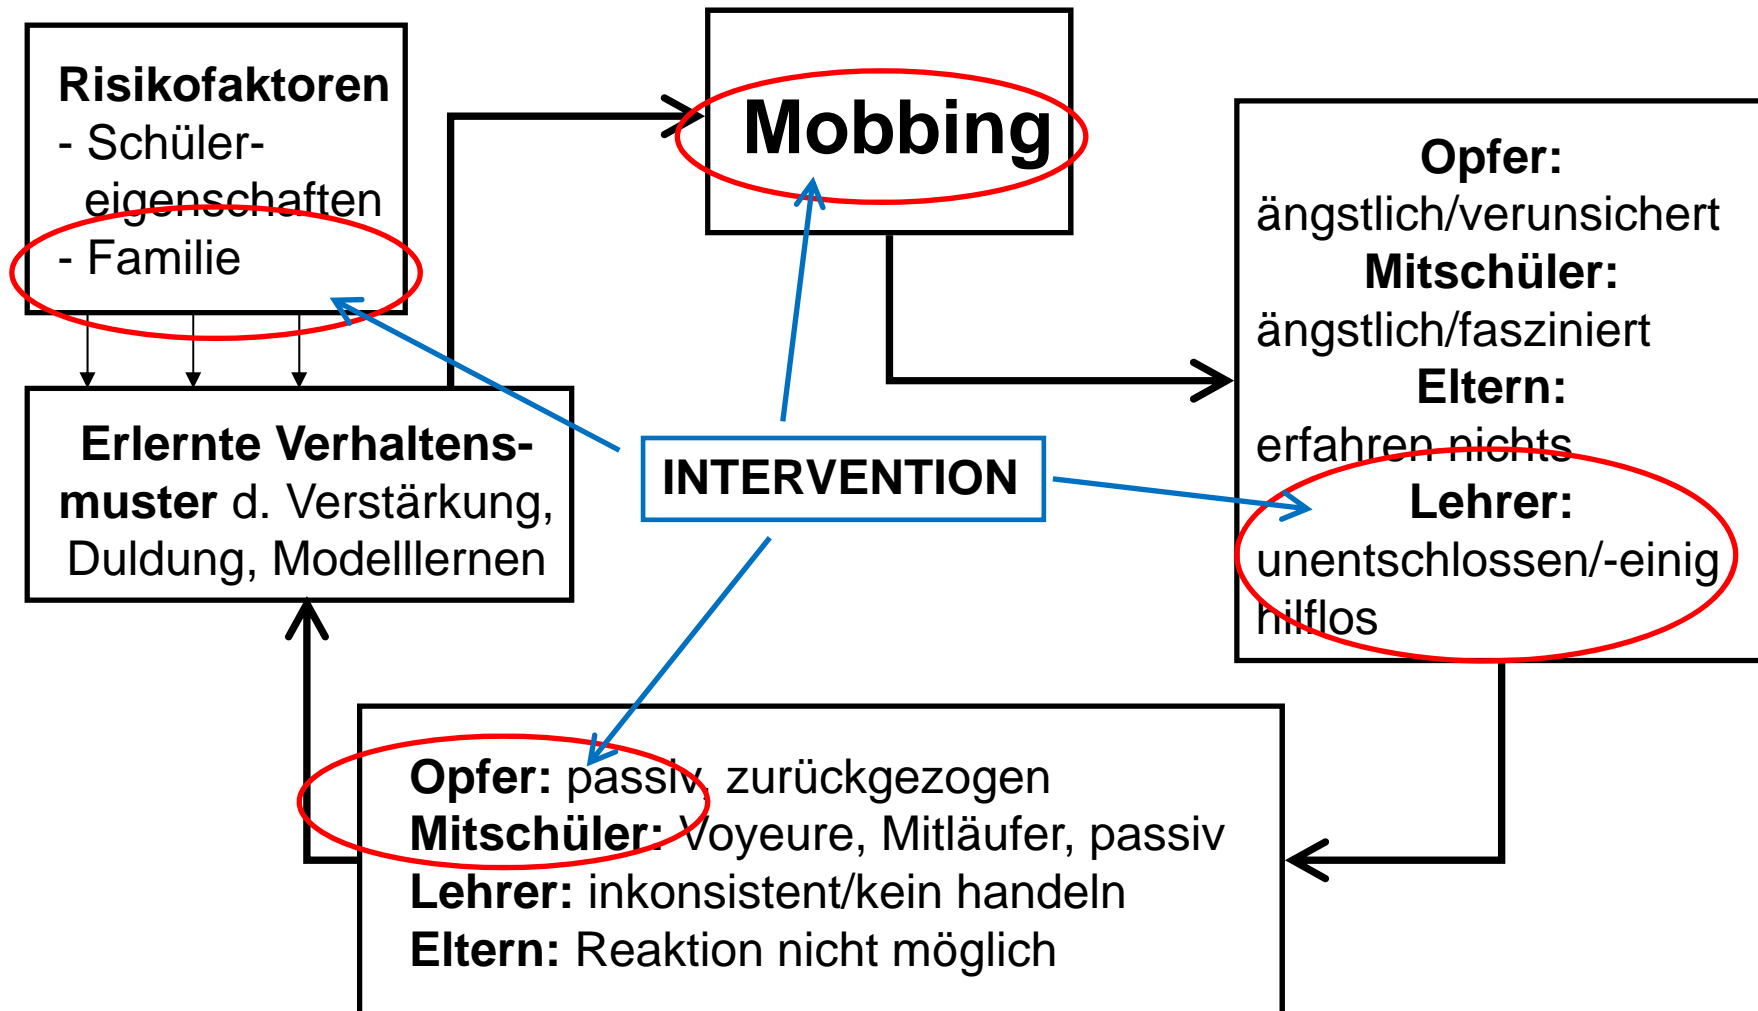 Risikofaktoren
- Schüler-
eigenschaften
- Familie
Mobbing
Opfer:
ängstlich/verunsichert
Mitschüler:
ängstlich/fasziniert
Eltern:
erfahren nichts
Lehrer:
unentschlossen/-einig
hilflos
Erlernte Verhaltens-
muster d. Verstärkung,
Duldung, Modelllernen
INTERVENTION
Opfer: passiv, zurückgezogen
Mitschüler: Voyeure, Mitläufer, passiv
Lehrer: inkonsistent/kein handeln
Eltern: Reaktion nicht möglich